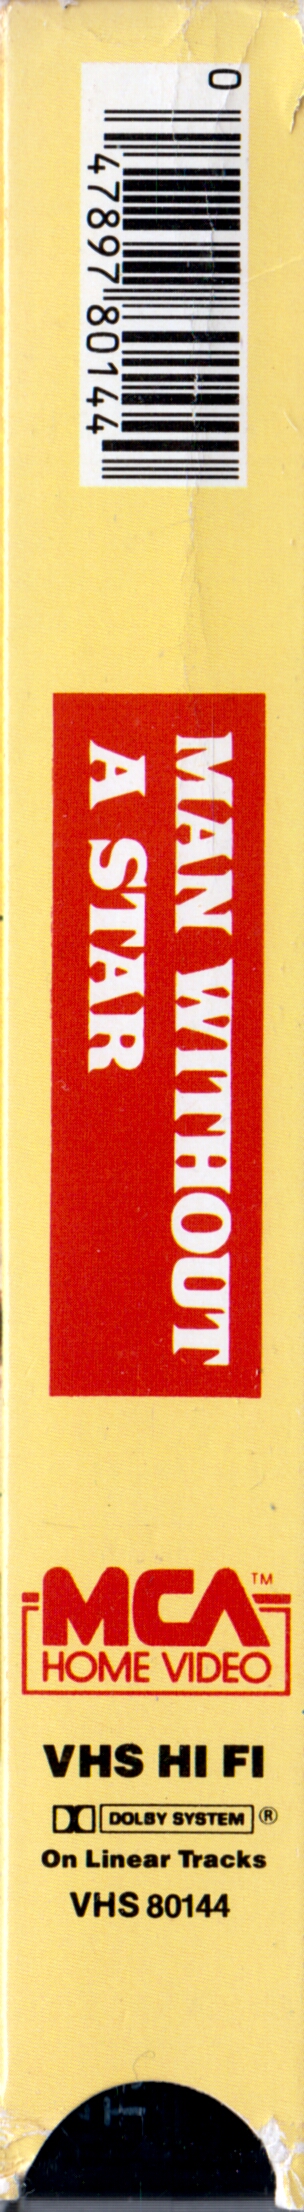 0
47897 80144
MAN WITHOUT
A STAR
MCA™
HOME VIDEO
VHS HI FI
DOLBY SYSTEM ®
On Linear Tracks
VHS 80144